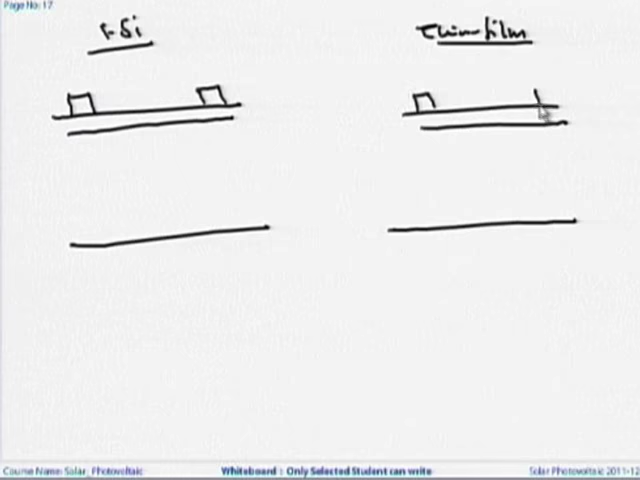 Page No: 17
c-Si
Thin-film
Course Name: Solar_Photovoltaic
Whiteboard : Only Selected Student can write
Solar Photovoltaic 2011-12